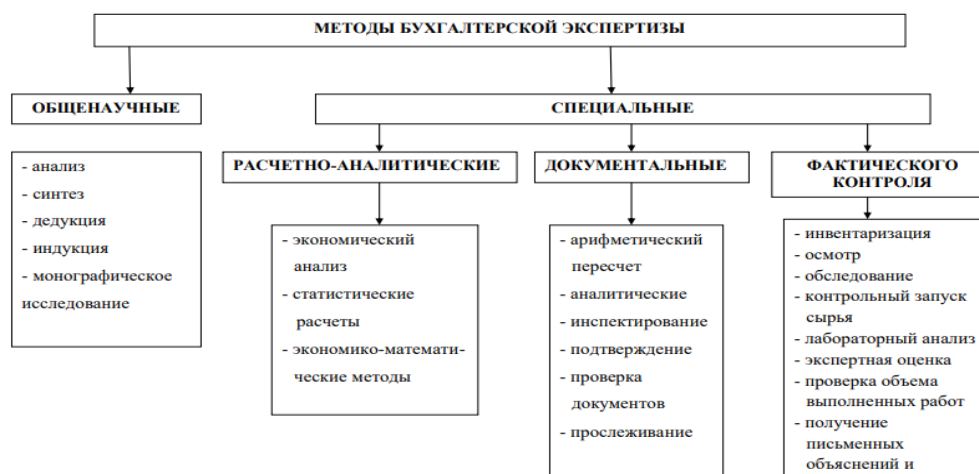 МЕТОДЫ БУХГАЛТЕРСКОЙ ЭКСПЕРТИЗЫ
ОБЩЕНАУЧНЫЕ
- анализ
- синтез
- дедукция
- индукция
- монографическое
исследование
СПЕЦИАЛЬНЫЕ
РАСЧЕТНО-АНАЛИТИЧЕСКИЕ
- экономический
анализ
- статистические
расчеты
- экономико-математи-
ческие методы
ДОКУМЕНТАЛЬНЫЕ
- арифметический
пересчет
- аналитические
- инспектирование
- подтверждение
- проверка
документов
- прослеживание
ФАКТИЧЕСКОГО
КОНТРОЛЯ
- инвентаризация
- осмотр
- обследование
- контрольный запуск
сырья
- лабораторный анализ
- экспертная оценка
- проверка объема
выполненных работ
- получение
письменных
объяснений и